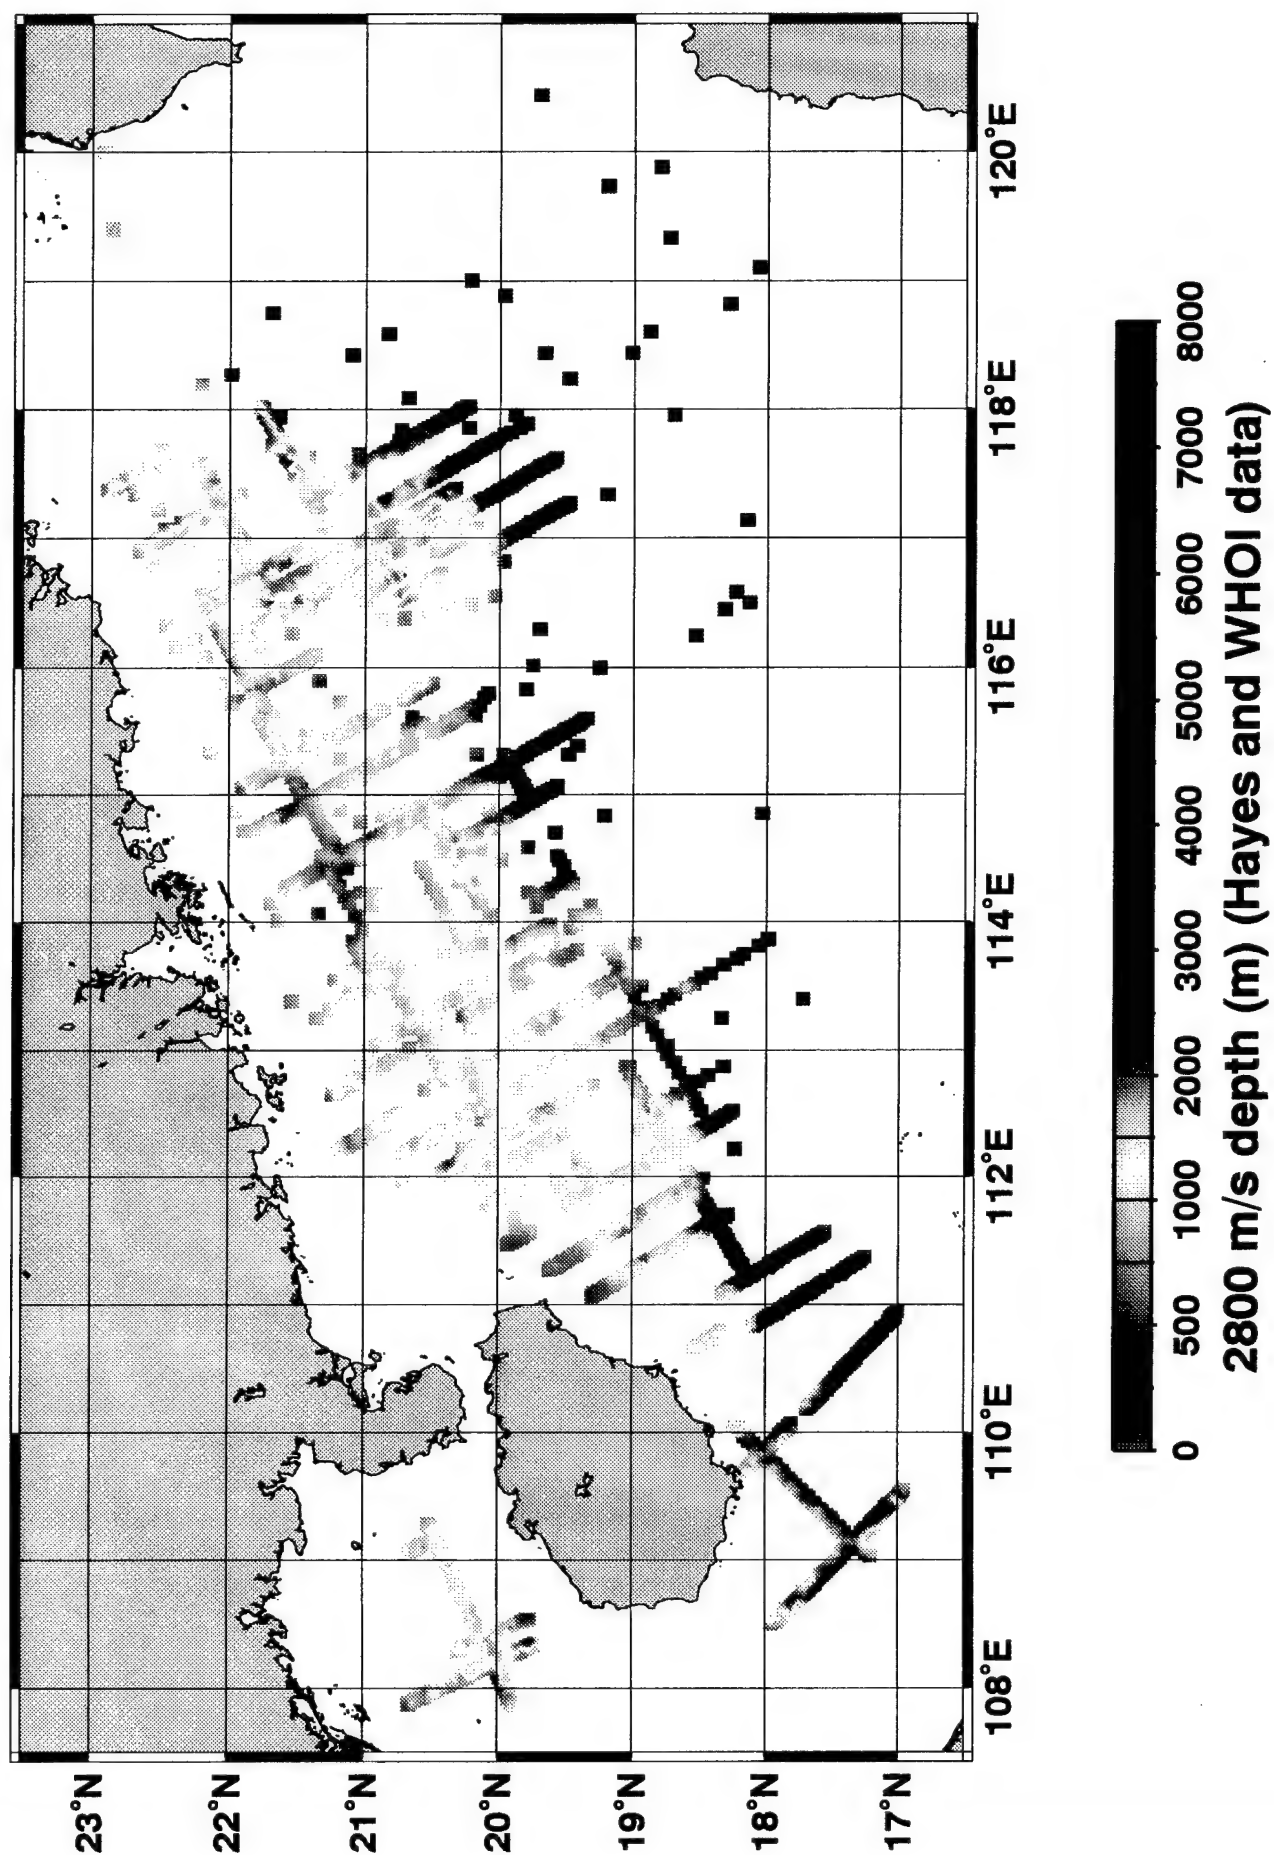 23°N
22°N
21°N
20°N
19°N
18°N
17°N
108°E
110°E
112°E
114°E
116°E
118°E
120°E
0 500 1000 2000 3000 4000 5000 6000 7000 8000
2800 m/s depth (m) (Hayes and WHOI data)